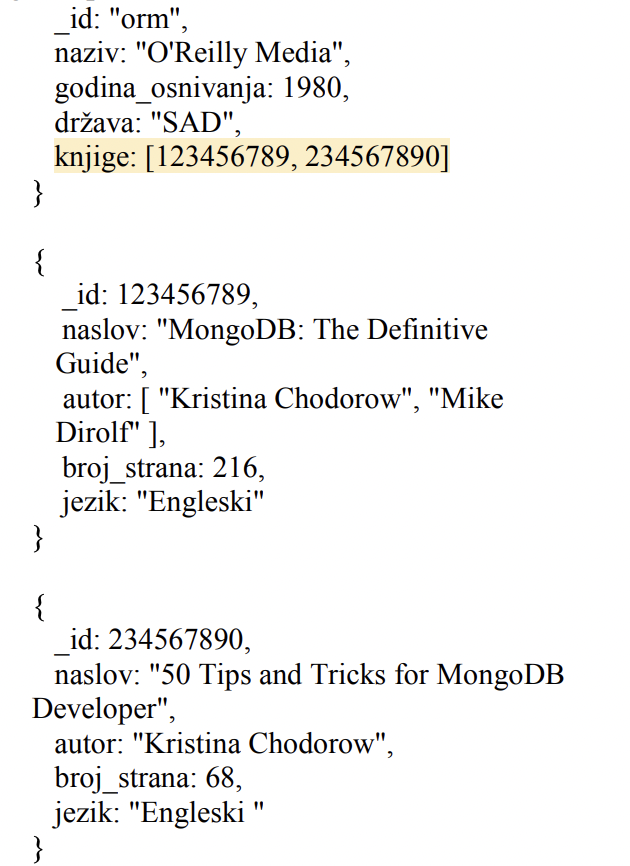 _id: "orm",
naziv: "O'Reilly Media",
godina_osnivanja: 1980,
država: "SAD",
knjige: [123456789, 234567890]
}
{
_id: 123456789,
naslov: "MongoDB: The Definitive
Guide",
autor: [ "Kristina Chodorow", "Mike
Dirolf" ],
broj_strana: 216,
jezik: "Engleski"
}
{
_id: 234567890,
naslov: "50 Tips and Tricks for MongoDB
Developer",
autor: "Kristina Chodorow",
broj_strana: 68,
jezik: "Engleski "
}